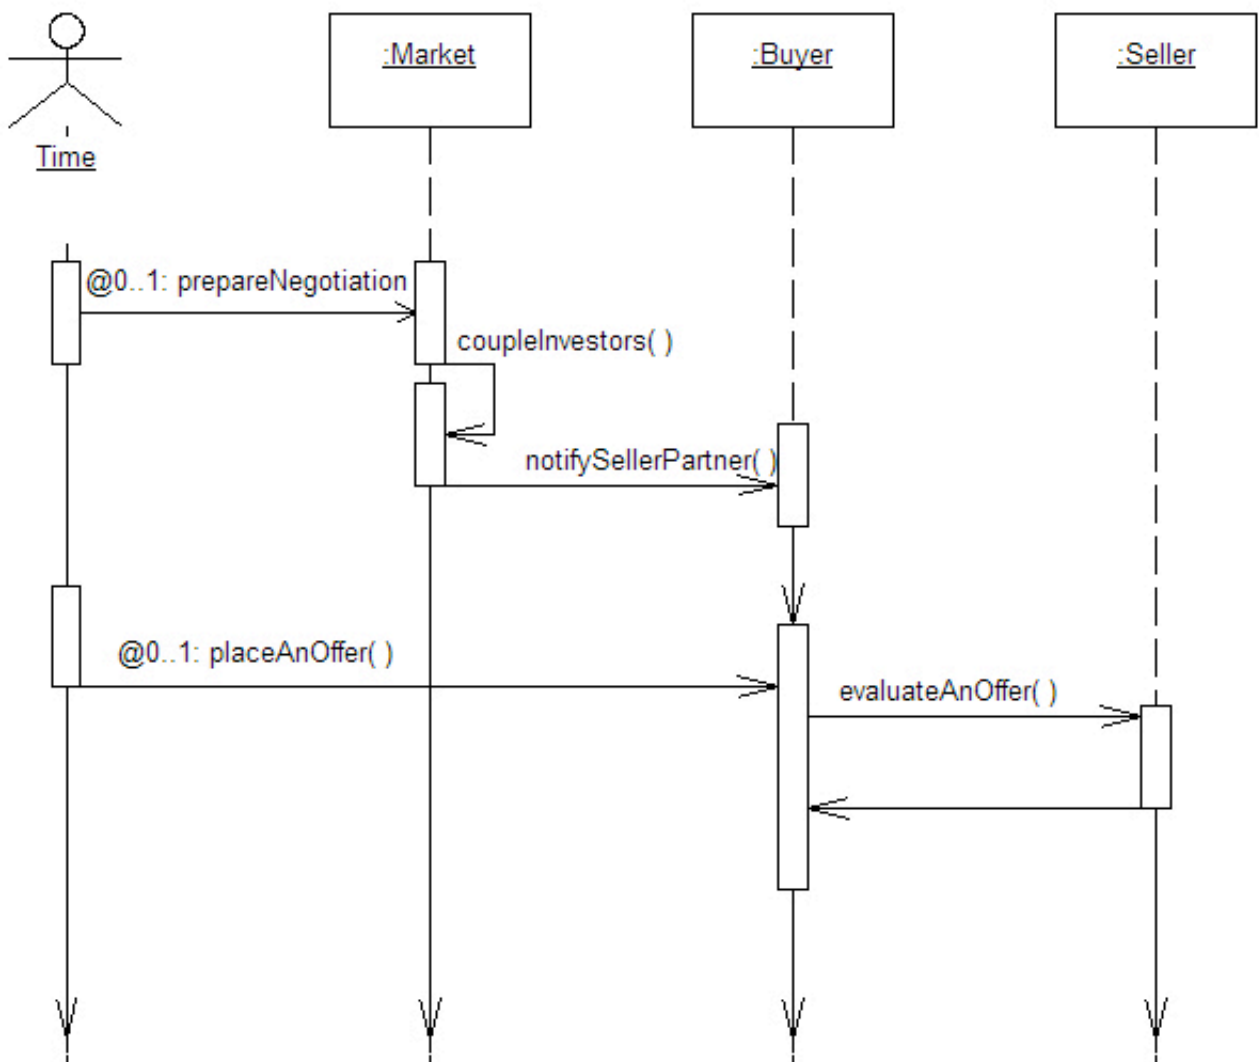 :Market
:Buyer
:Seller
Time
@0..1: prepareNegotiation
coupleInvestors( )
notifySellerPartner( )
@0..1: placeAnOffer( )
evaluateAnOffer( )